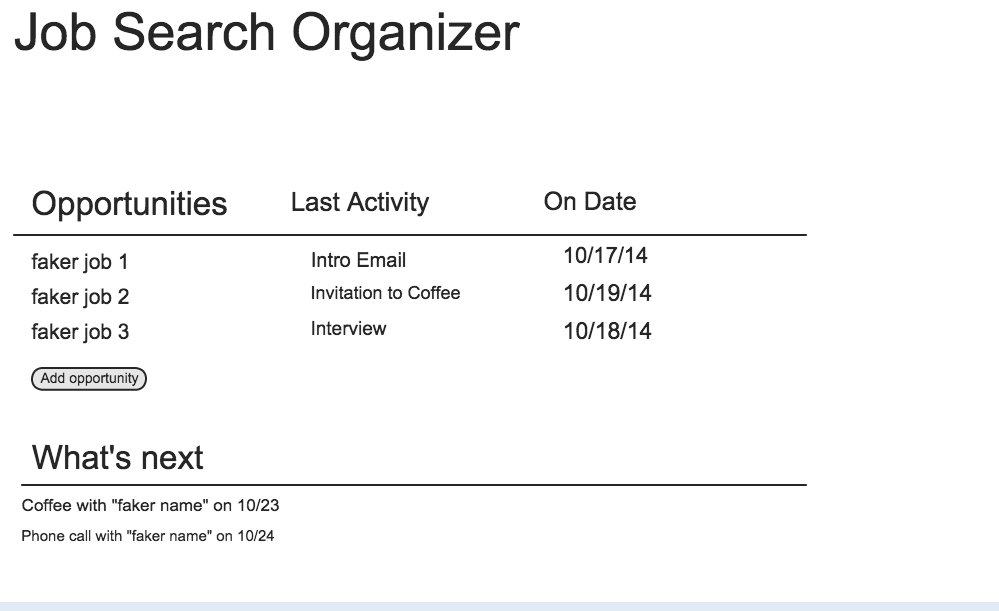 Job Search Organizer
Opportunities Last Activity On Date
faker job 1 Intro Email 10/17/14
faker job 2 Invitation to Coffee 10/19/14
faker job 3 Interview 10/18/14
Add opportunity
What's next
Coffee with "faker name" on 10/23
Phone call with "faker name" on 10/24